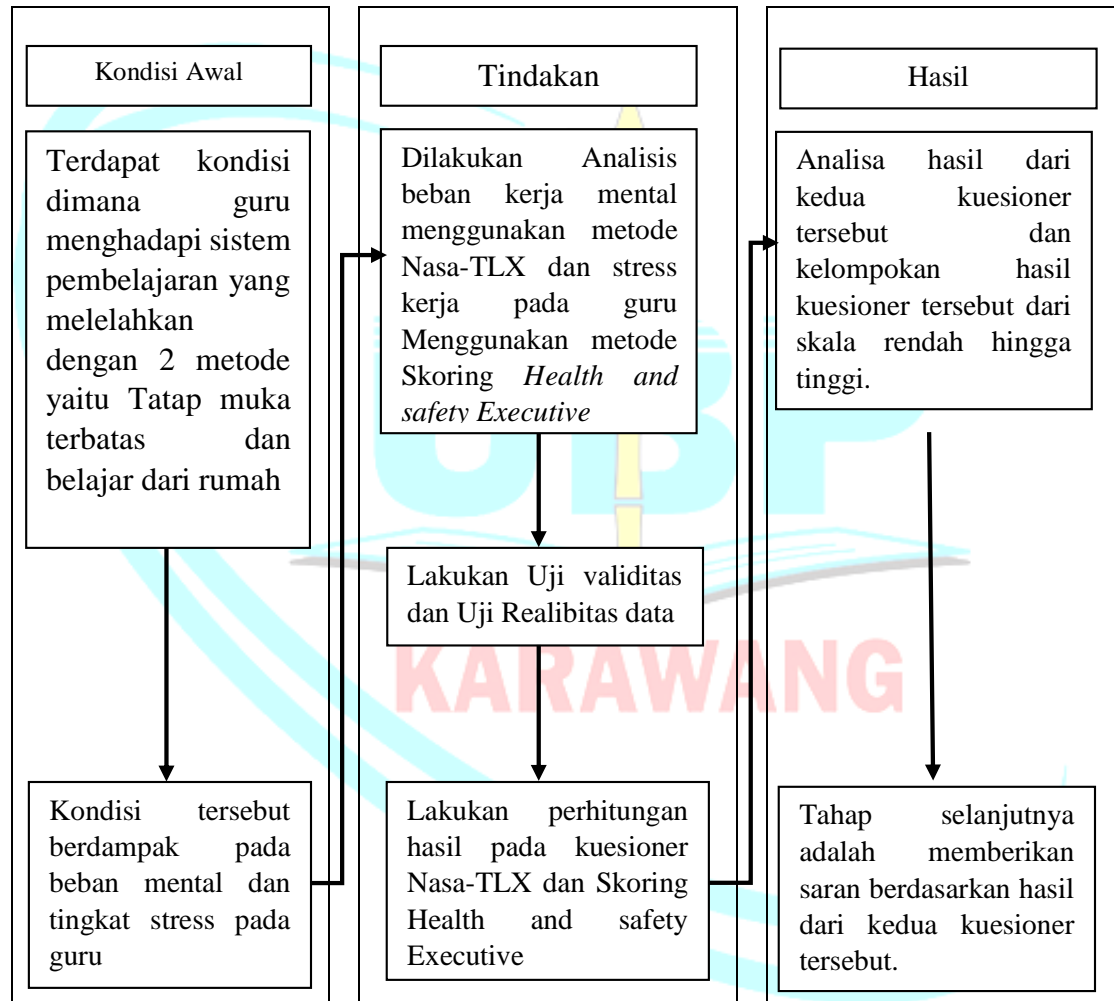 Kondisi Awal
Terdapat kondisi
dimana guru
menghadapi sistem
pembelajaran yang
melelahkan
dengan 2 metode
yaitu Tatap muka
terbatas dan
belajar dari rumah
Kondisi tersebut
berdampak pada
beban mental dan
tingkat stress pada
guru
Tindakan
Dilakukan Analisis
beban kerja mental
menggunakan metode
Nasa-TLX dan stress
kerja pada guru
Menggunakan metode
Skoring Health and
safety Executive
Lakukan Uji validitas
dan Uji Realibitas data
Lakukan perhitungan
hasil pada kuesioner
Nasa-TLX dan Skoring
Health and safety
Executive
Hasil
Analisa hasil dari
kedua kuesioner
tersebut dan
kelompokan hasil
kuesioner tersebut dari
skala rendah hingga
tinggi.
Tahap selanjutnya
adalah memberikan
saran berdasarkan hasil
dari kedua kuesioner
tersebut.
UBP
KARAWANG